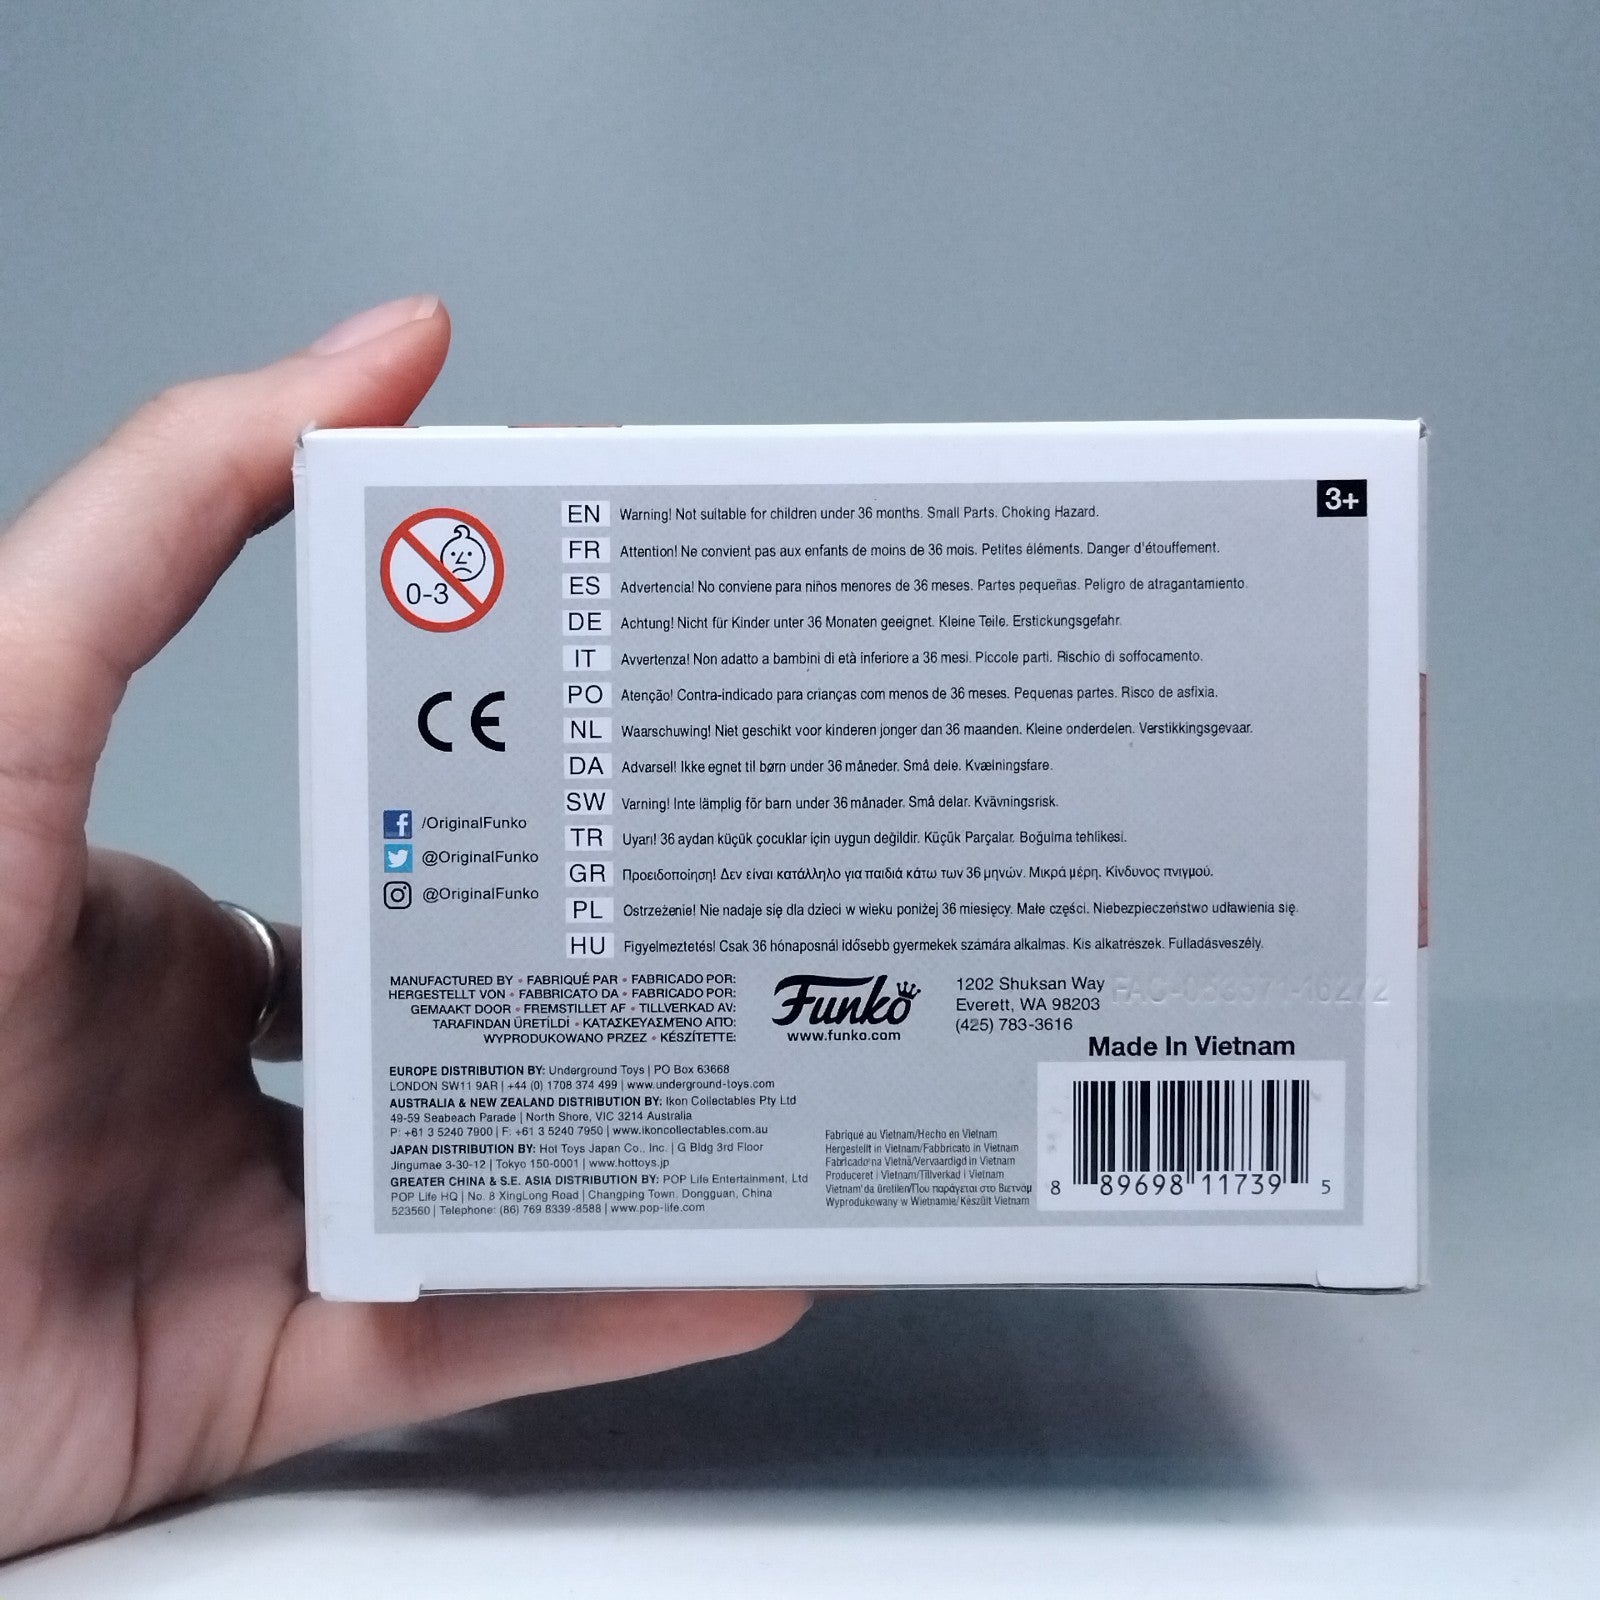 3+
0-3
EN Warning! Not suitable for children under 36 months. Small Parts. Choking Hazard.
FR Attention! Ne convient pas aux enfants de moins de 36 mois. Petites éléments. Danger d'étouffement.
ES Advertencia! No conviene para niños menores de 36 meses. Partes pequeñas. Peligro de atragantamiento.
DE Achtung! Nicht für Kinder unter 36 Monaten geeignet. Kleine Teile. Erstickungsgefahr.
IT Avvertenza! Non adatto a bambini di età inferiore a 36 mesi. Piccole parti. Rischio di soffocamento.
PO Atenção! Contra-indicado para crianças com menos de 36 meses. Pequenas partes. Risco de asfixia.
NL Waarschuwing! Niet geschikt voor kinderen jonger dan 36 maanden. Kleine onderdelen. Verstikkingsgevaar.
DA Advarsel! Ikke egnet til børn under 36 måneder. Små dele. Kvælningsfare.
SW Varning! Inte lämplig för barn under 36 månader. Små delar. Kvävningsrisk.
TR Uyarı! 36 aydan küçük çocuklar için uygun değildir. Küçük Parçalar. Boğulma tehlikesi.
GR Προειδοποίηση! Δεν είναι κατάλληλο για παιδιά κάτω των 36 μηνών. Μικρά μέρη. Κίνδυνος πνιγμού.
PL Ostrzeżenie! Nie nadaje się dla dzieci w wieku poniżej 36 miesięcy. Małe części. Niebezpieczeństwo udławienia się.
HU Figyelmeztetés! Csak 36 hónaposnál idősebb gyermekek számára alkalmas. Kis alkatrészek. Fulladásveszély.
CE
/OriginalFunko
@OriginalFunko
@OriginalFunko
MANUFACTURED BY • FABRIQUÉ PAR • FABRICADO POR:
HERGESTELLT VON • FABBRICATO DA • FABRICADO POR:
GEMAAKT DOOR • FREMSTILLET AF • TILLVERKAD AV:
TARAFINDAN ÜRETİLDİ • ΚΑΤΑΣΚΕΥΑΣΜΈΝΟ ΑΠΌ:
WYPRODUKOWANO PRZEZ • KÉSZÍTETTE:
Funko
www.funko.com
1202 Shuksan Way
Everett, WA 98203
(425) 783-3616
Made In Vietnam
EUROPE DISTRIBUTION BY: Underground Toys | PO Box 63668
LONDON SW11 9AR | +44 (0) 1708 374 499 | www.underground-toys.com
AUSTRALIA & NEW ZEALAND DISTRIBUTION BY: Ikon Collectables Pty Ltd
49-59 Seabeach Parade | North Shore, VIC 3214 Australia
P: +61 3 5240 7900 | F: +61 3 5240 7950 | www.ikoncollectables.com.au
JAPAN DISTRIBUTION BY: Hot Toys Japan Co., Inc. | G Bldg 3rd Floor
Jingumae 3-30-12 | Tokyo 150-0001 | www.hottoys.jp
GREATER CHINA & S.E. ASIA DISTRIBUTION BY: POP Life Entertainment, Ltd
POP Life HQ | No. 8 XingLong Road | Changping Town. Dongguan, China
523560 | Telephone: (86) 769 8339-8588 | www.pop-life.com
Fabriqué au Vietnam/Hecho en Vietnam
Hergestellt in Vietnam/Fabbricato in Vietnam
Fabricado na Vietnã/Vervaardigd in Vietnam
Produceret i Vietnam/Tillverkad i Vietnam
Vietnam'da üretilen/Που παράγεται στο Βιετνάμ
Wyprodukowany w Wietnamie/Készült Vietnam
8 89698 11739 5